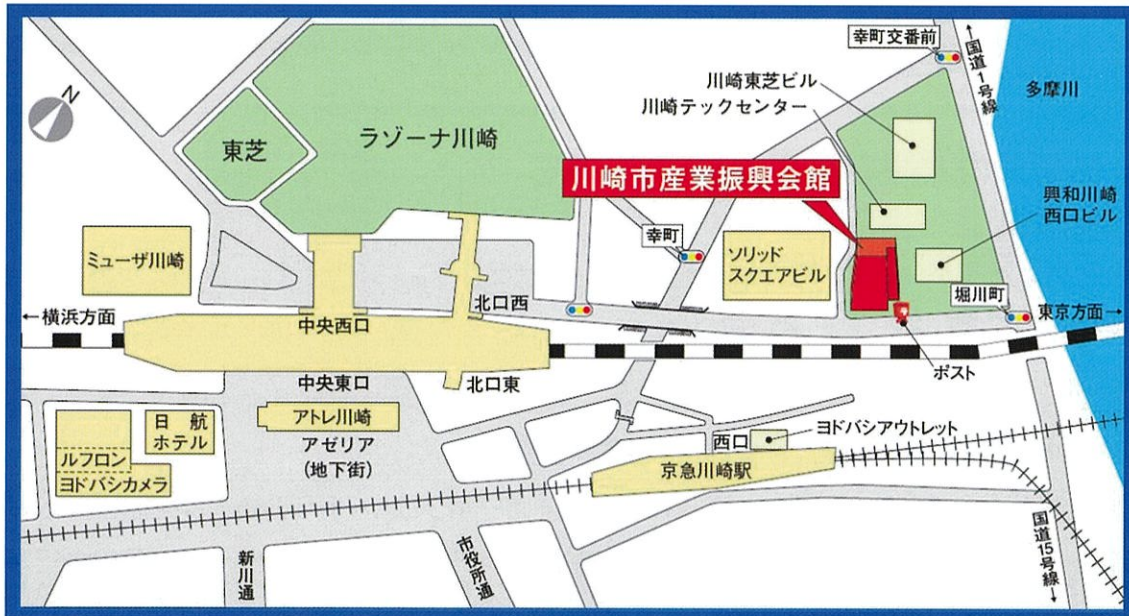 幸町交番前
↑国道1号線
多摩川
N
川崎東芝ビル
川崎テックセンター
東芝
ラゾーナ川崎
川崎市産業振興会館
興和川崎
西口ビル
ミューザ川崎
幸町
ソリッド
スクエアビル
堀川町
北口西
←横浜方面
中央西口
東京方面→
ポスト
中央東口
北口東
日航
ホテル
アトレ川崎
アゼリア
(地下街)
ルフロン
ヨドバシカメラ
西口
ヨドバシアウトレット
京急川崎駅
新川通
市役所通
国道15号線↓